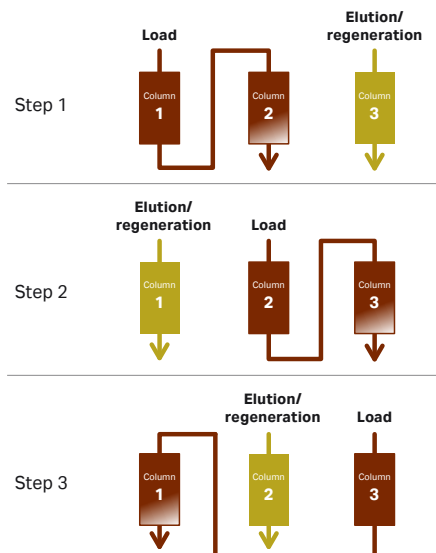 Load
Elution/
regeneration
Step 1
Column
1
Column
2
Column
3
Elution/
regeneration
Load
Step 2
Column
1
Column
2
Column
3
Elution/
regeneration
Load
Step 3
Column
1
Column
2
Column
3